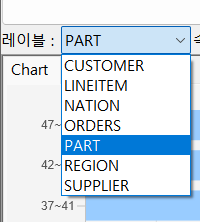 레이블 : PART
Chart
CUSTOMER
LINEITEM
NATION
ORDERS
PART
REGION
SUPPLIER
47~
42~
37~41